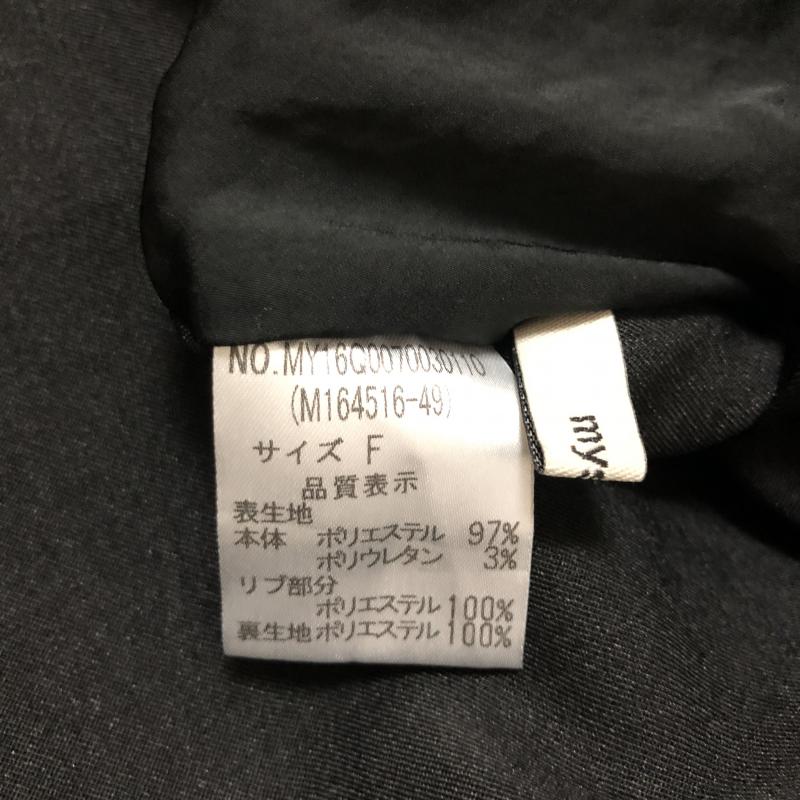 NO.MY16Q0070030110
(M164516-49)
サイズ F
品質表示
表生地
本体 ポリエステル 97%
ポリウレタン 3%
リブ部分
ポリエステル 100%
裏生地 ポリエステル 100%